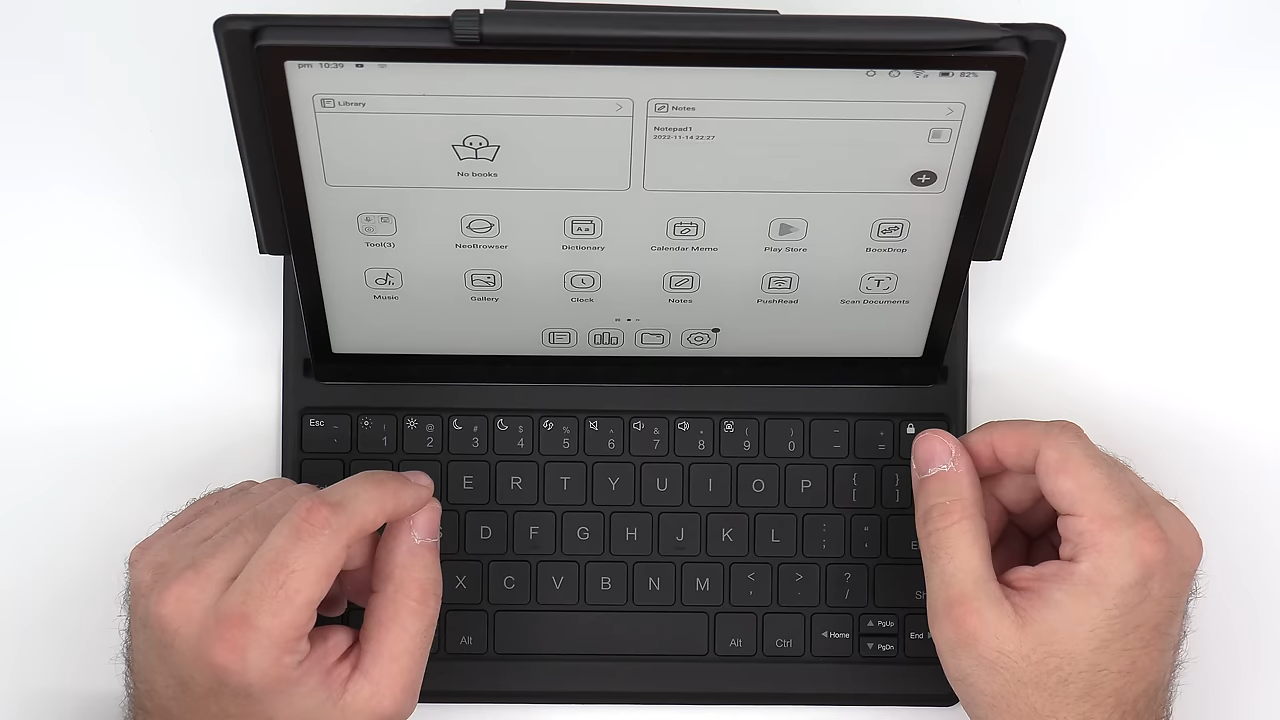 pm 10:39
82%
Library
Notes
Notepad1
2022-11-14 22:27
No books
Tool(3)
NeoBrowser
Aa
Dictionary
Calendar Memo
Play Store
BooxDrop
Music
Gallery
Clock
Notes
PushRead
T
Scan Documents
Esc ~ `
! 1
@ 2
# 3
$ 4
% 5
^ 6
& 7
* 8
( 9
) 0
_ -
+ =
E R T Y U I O P { [ } ]
S D F G H J K L : ; " '
X C V B N M < , > . ? / Sh
Alt
Alt
Ctrl
Home
PgUp
PgDn
End